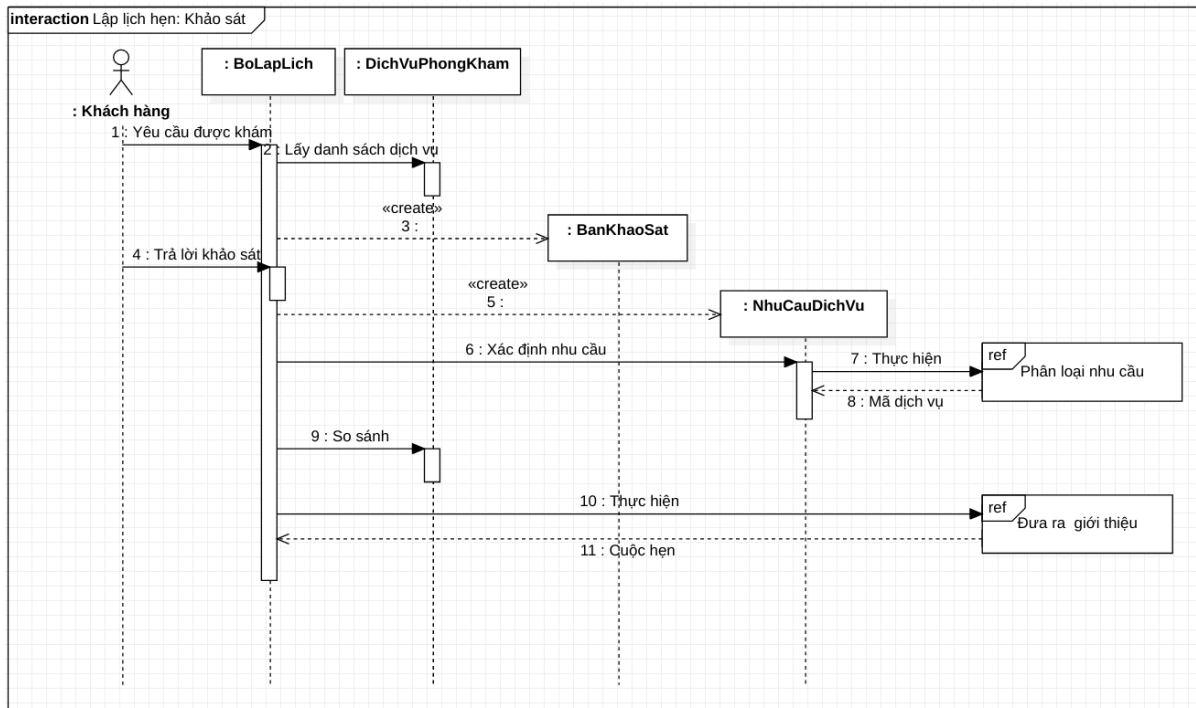 interaction Lập lịch hẹn: Khảo sát
: BoLapLich
: DichVuPhongKham
: Khách hàng
1 : Yêu cầu được khám
2 : Lấy danh sách dịch vụ
«create»
3 :
: BanKhaoSat
4 : Trả lời khảo sát
«create»
5 :
: NhuCauDichVu
6 : Xác định nhu cầu
7 : Thực hiện
ref
Phân loại nhu cầu
8 : Mã dịch vụ
9 : So sánh
10 : Thực hiện
ref
Đưa ra  giới thiệu
11 : Cuộc hẹn